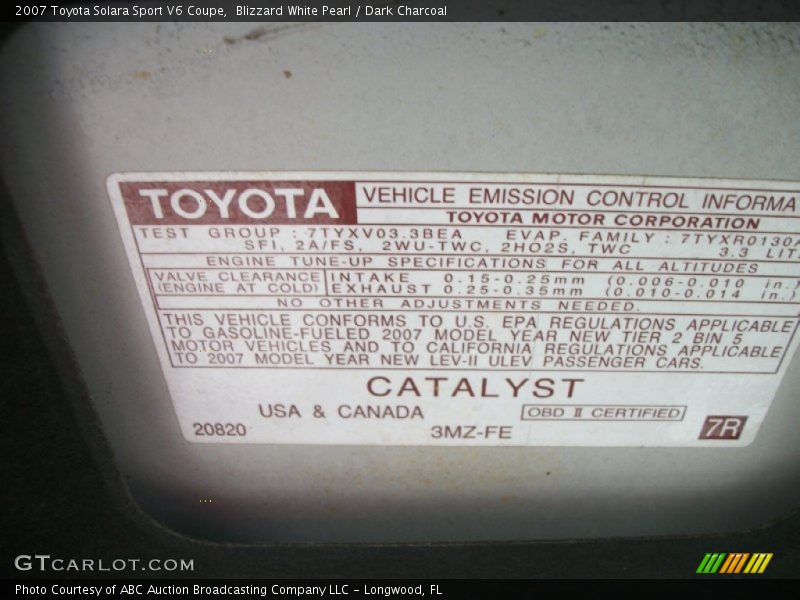 2007 Toyota Solara Sport V6 Coupe,  Blizzard White Pearl / Dark Charcoal
TOYOTA VEHICLE EMISSION CONTROL INFORMA
TOYOTA MOTOR CORPORATION
TEST GROUP : 7TYXV03.3BEA EVAP. FAMILY : 7TYXR0130
SFI, 2A/FS, 2WU-TWC, 2HO2S, TWC 3.3 LIT
ENGINE TUNE-UP SPECIFICATIONS FOR ALL ALTITUDES
VALVE CLEARANCE INTAKE 0.15-0.25mm (0.006-0.010 in.)
(ENGINE AT COLD) EXHAUST 0.25-0.35mm (0.010-0.014 in.)
NO OTHER ADJUSTMENTS NEEDED.
THIS VEHICLE CONFORMS TO U.S. EPA REGULATIONS APPLICABLE
TO GASOLINE-FUELED 2007 MODEL YEAR NEW TIER 2 BIN 5
MOTOR VEHICLES AND TO CALIFORNIA REGULATIONS APPLICABLE
TO 2007 MODEL YEAR NEW LEV-II ULEV PASSENGER CARS.
CATALYST
USA & CANADA OBD II CERTIFIED
20820 3MZ-FE 7R
GTCARLOT.COM
Photo Courtesy of ABC Auction Broadcasting Company LLC - Longwood, FL